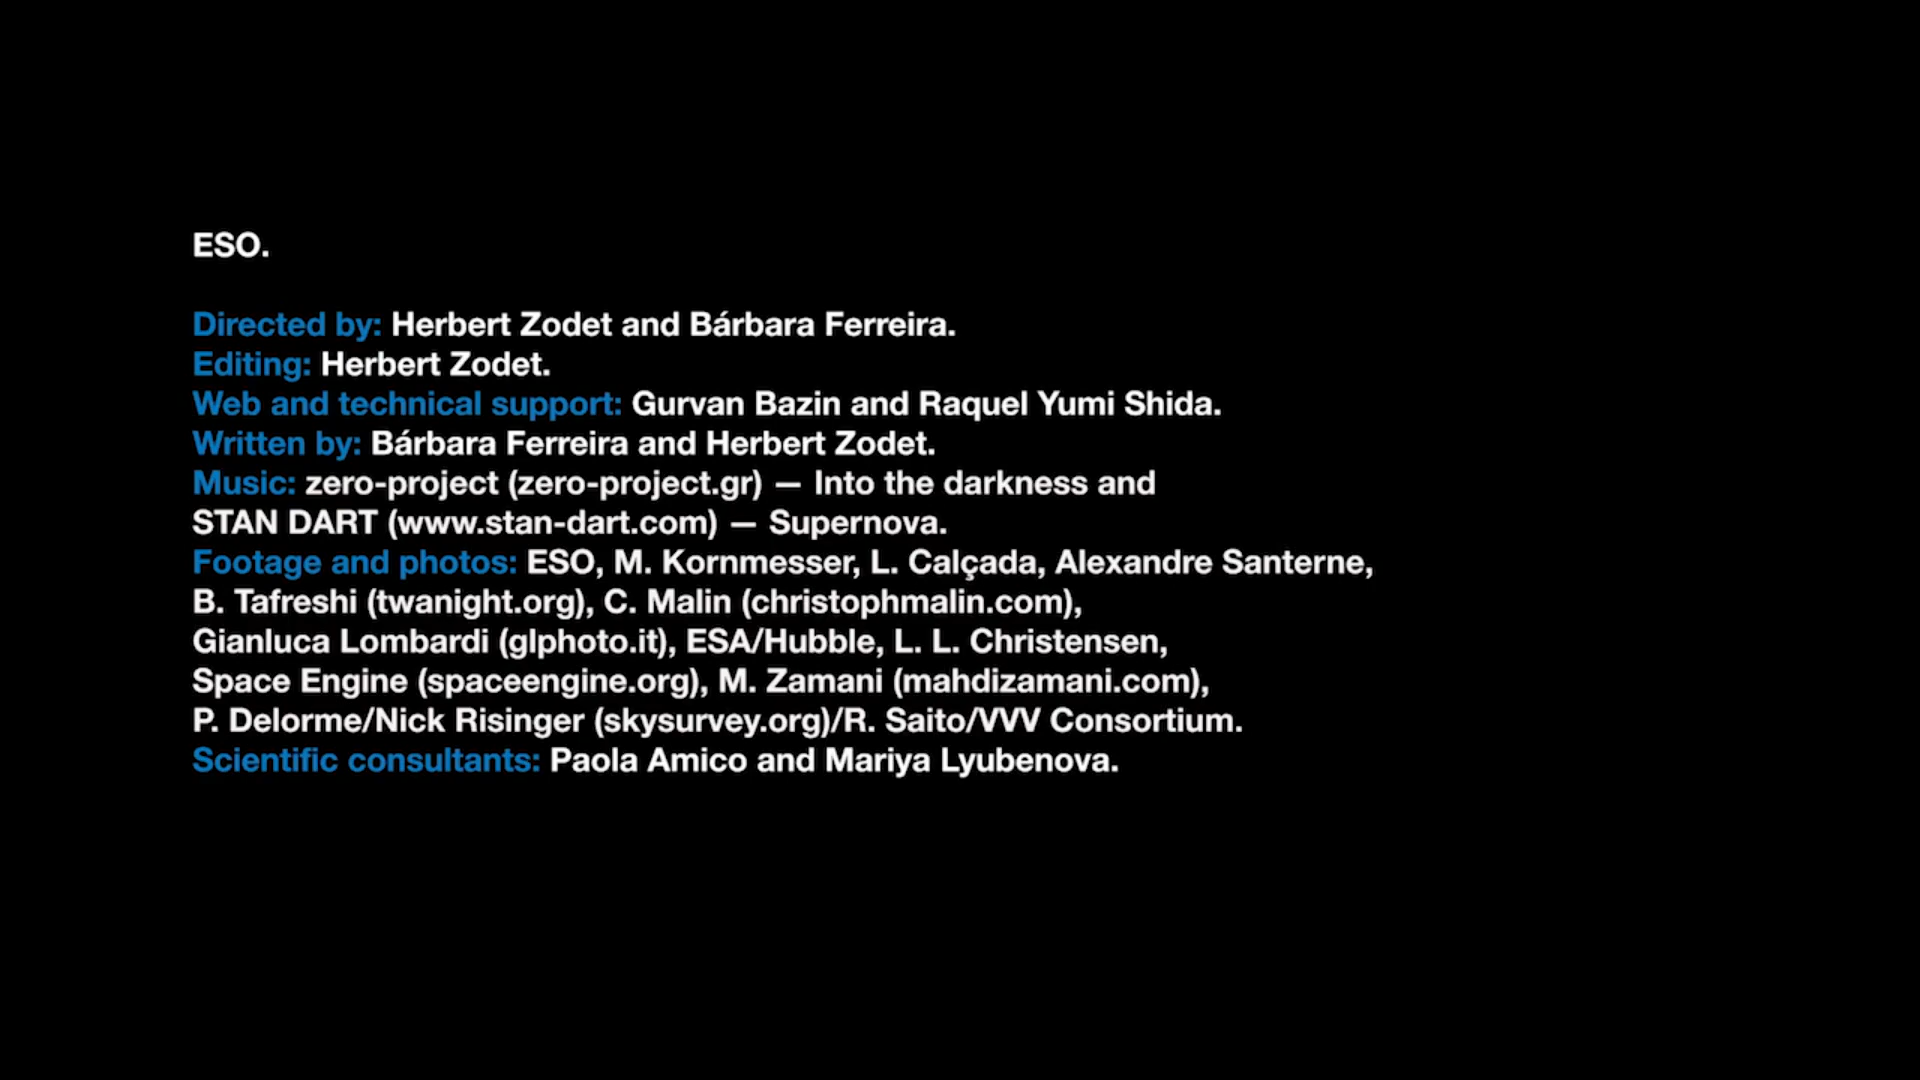 ESO.
Directed by: Herbert Zodet and Bárbara Ferreira.
Editing: Herbert Zodet.
Web and technical support: Gurvan Bazin and Raquel Yumi Shida.
Written by: Bárbara Ferreira and Herbert Zodet.
Music: zero-project (zero-project.gr) — Into the darkness and
STAN DART (www.stan-dart.com) — Supernova.
Footage and photos: ESO, M. Kornmesser, L. Calçada, Alexandre Santerne,
B. Tafreshi (twanight.org), C. Malin (christophmalin.com),
Gianluca Lombardi (glphoto.it), ESA/Hubble, L. L. Christensen,
Space Engine (spaceengine.org), M. Zamani (mahdizamani.com),
P. Delorme/Nick Risinger (skysurvey.org)/R. Saito/VVV Consortium.
Scientific consultants: Paola Amico and Mariya Lyubenova.